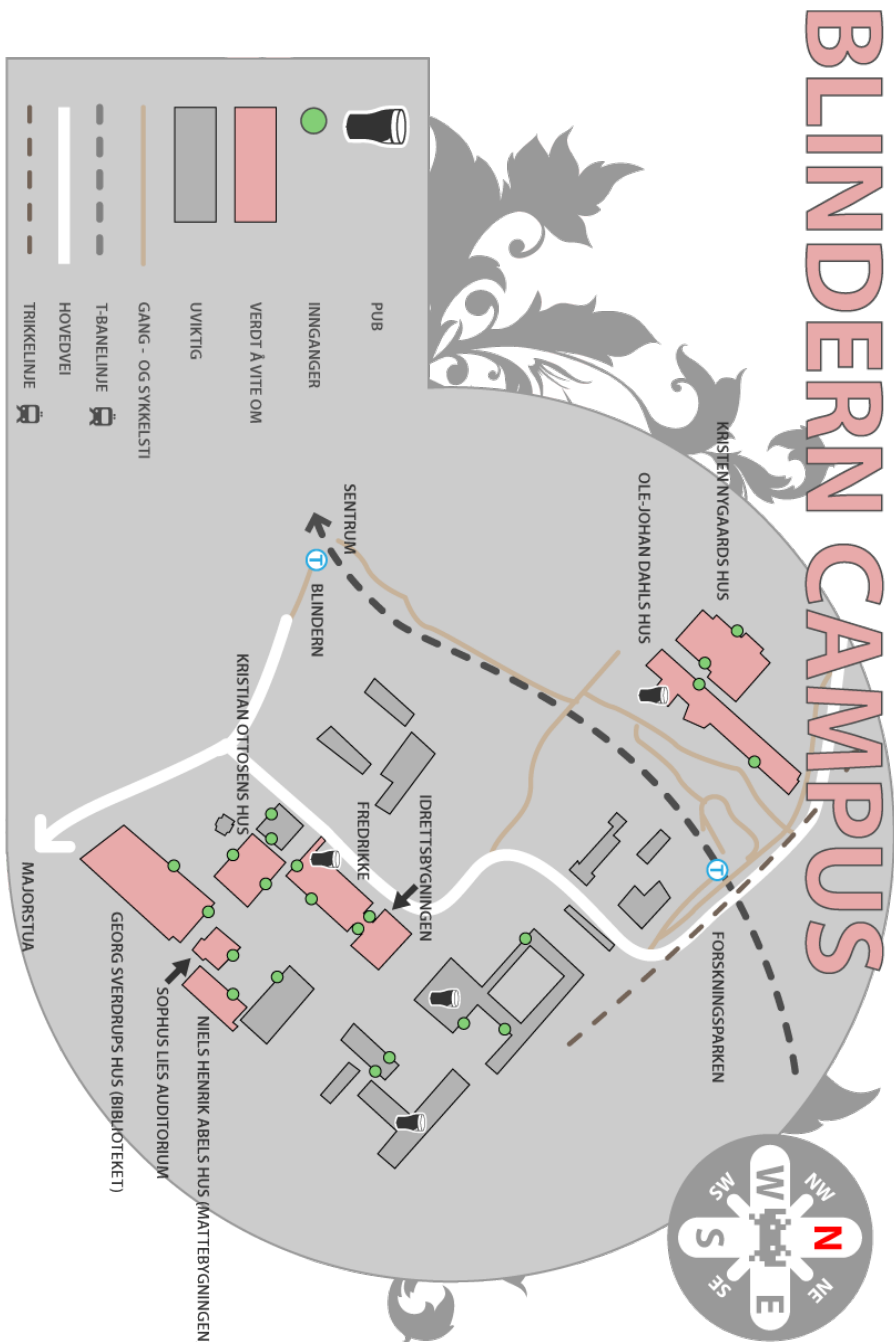 BLINDERN CAMPUS
PUB
INNGANGER
VERDT Å VITE OM
UVIKTIG
GANG - OG SYKKELSTI
T-BANELINJE
HOVEDVEI
TRIKKELINJE
KRISTEN NYGAARDS HUS
OLE-JOHAN DAHLS HUS
SENTRUM
T
BLINDERN
T
FORSKNINGSPARKEN
KRISTIAN OTTOSENS HUS
FREDRIKKE
IDRETTSBYGNINGEN
MAJORSTUA
GEORG SVERDRUPS HUS (BIBLIOTEKET)
SOPHUS LIES AUDITORIUM
NIELS HENRIK ABELS HUS (MATTEBYGNINGEN
N
NE
E
SE
S
SW
W
NW